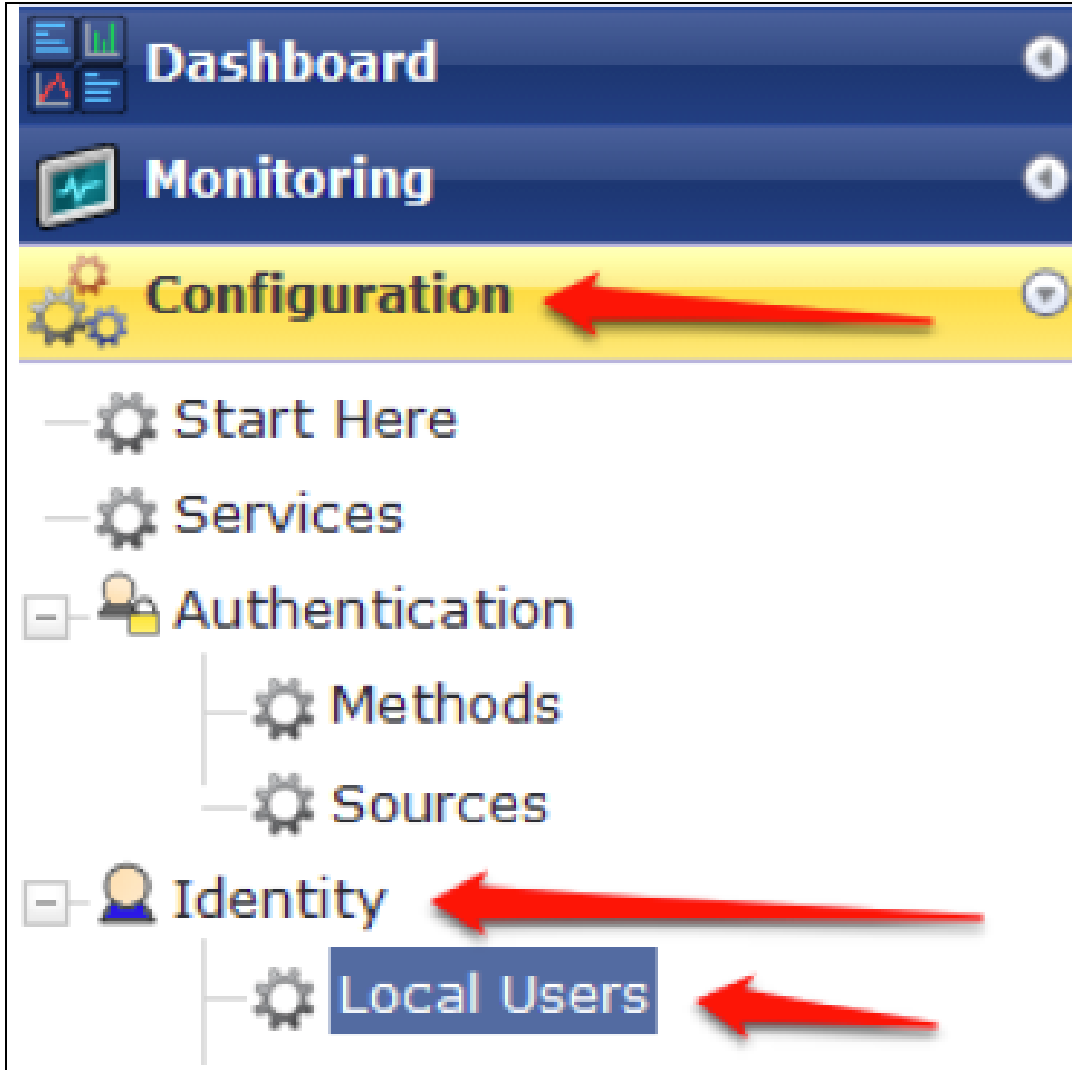 Dashboard
Monitoring
Configuration
Start Here
Services
Authentication
Methods
Sources
Identity
Local Users